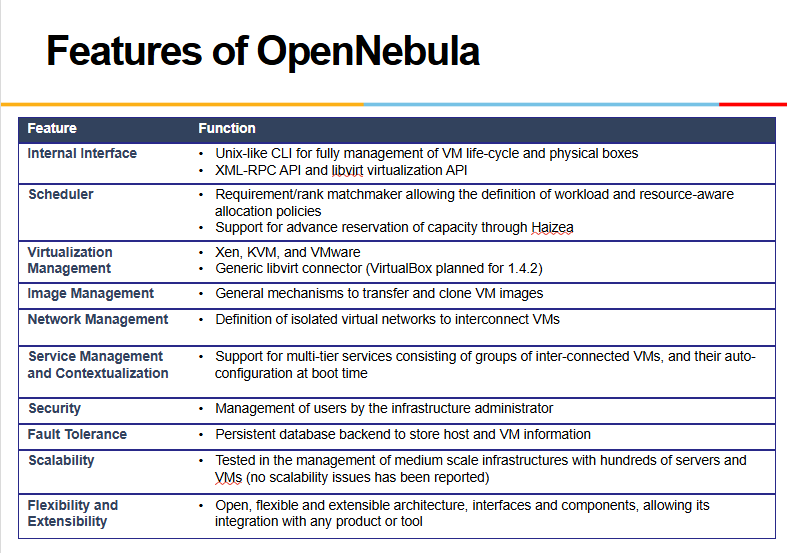 Features of OpenNebula
Feature Function
Internal Interface
• Unix-like CLI for fully management of VM life-cycle and physical boxes
• XML-RPC API and libvirt virtualization API
Scheduler
• Requirement/rank matchmaker allowing the definition of workload and resource-aware
allocation policies
• Support for advance reservation of capacity through Haizea
Virtualization
Management
• Xen, KVM, and VMware
• Generic libvirt connector (VirtualBox planned for 1.4.2)
Image Management
• General mechanisms to transfer and clone VM images
Network Management
• Definition of isolated virtual networks to interconnect VMs
Service Management
and Contextualization
• Support for multi-tier services consisting of groups of inter-connected VMs, and their auto-
configuration at boot time
Security
• Management of users by the infrastructure administrator
Fault Tolerance
• Persistent database backend to store host and VM information
Scalability
• Tested in the management of medium scale infrastructures with hundreds of servers and
VMs (no scalability issues has been reported)
Flexibility and
Extensibility
• Open, flexible and extensible architecture, interfaces and components, allowing its
integration with any product or tool